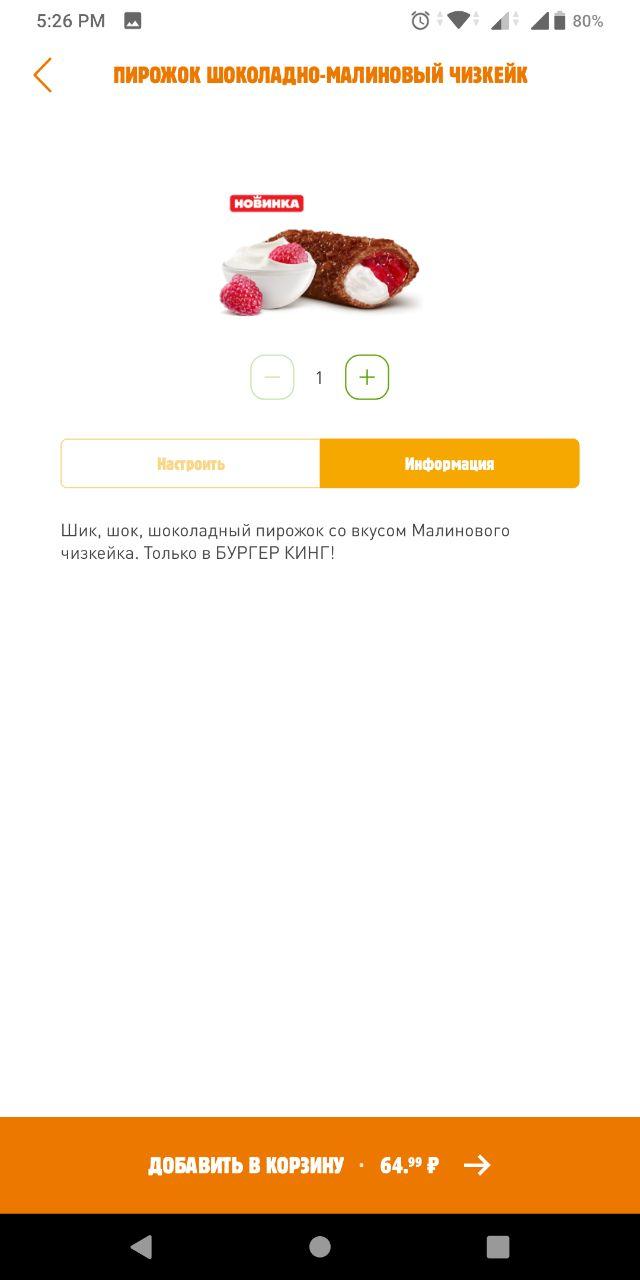 5:26 PM
80%
ПИРОЖОК ШОКОЛАДНО-МАЛИНОВЫЙ ЧИЗКЕЙК
НОВИНКА
1
Настроить
Информация
Шик, шок, шоколадный пирожок со вкусом Малинового
чизкейка. Только в БУРГЕР КИНГ!
ДОБАВИТЬ В КОРЗИНУ · 64.99 ₽